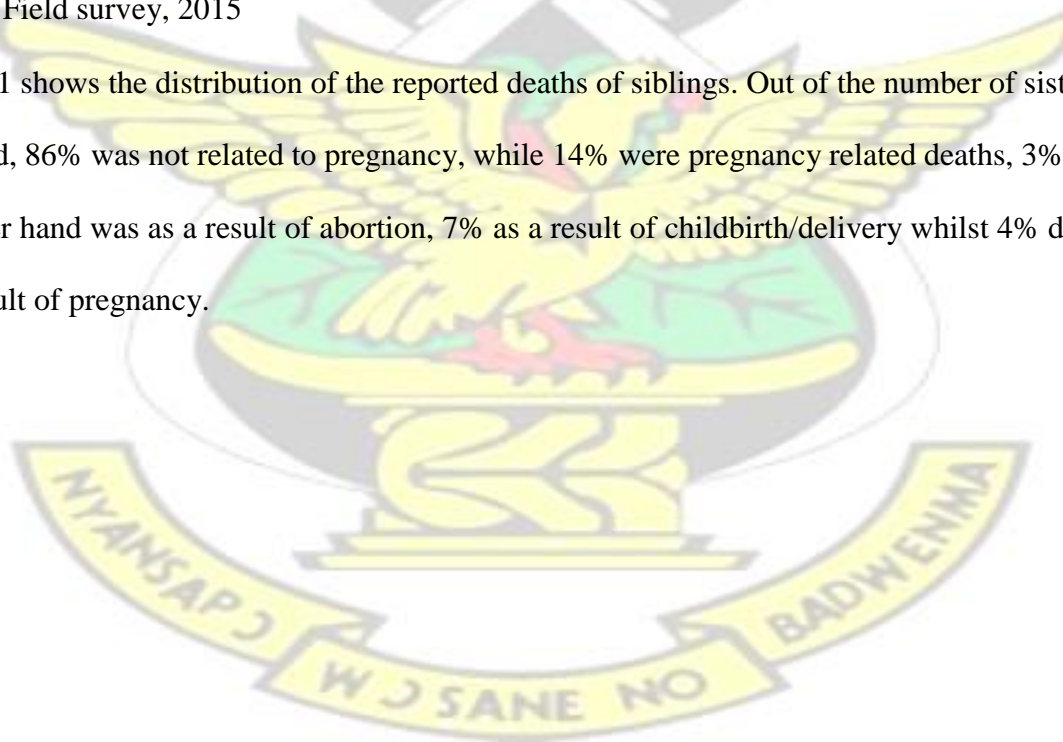 Field survey, 2015
1 shows the distribution of the reported deaths of siblings. Out of the number of sist
d, 86% was not related to pregnancy, while 14% were pregnancy related deaths, 3%
r hand was as a result of abortion, 7% as a result of childbirth/delivery whilst 4% d
ult of pregnancy.
NYANSAPƆ
WƆ SANE NO
BADWENMA